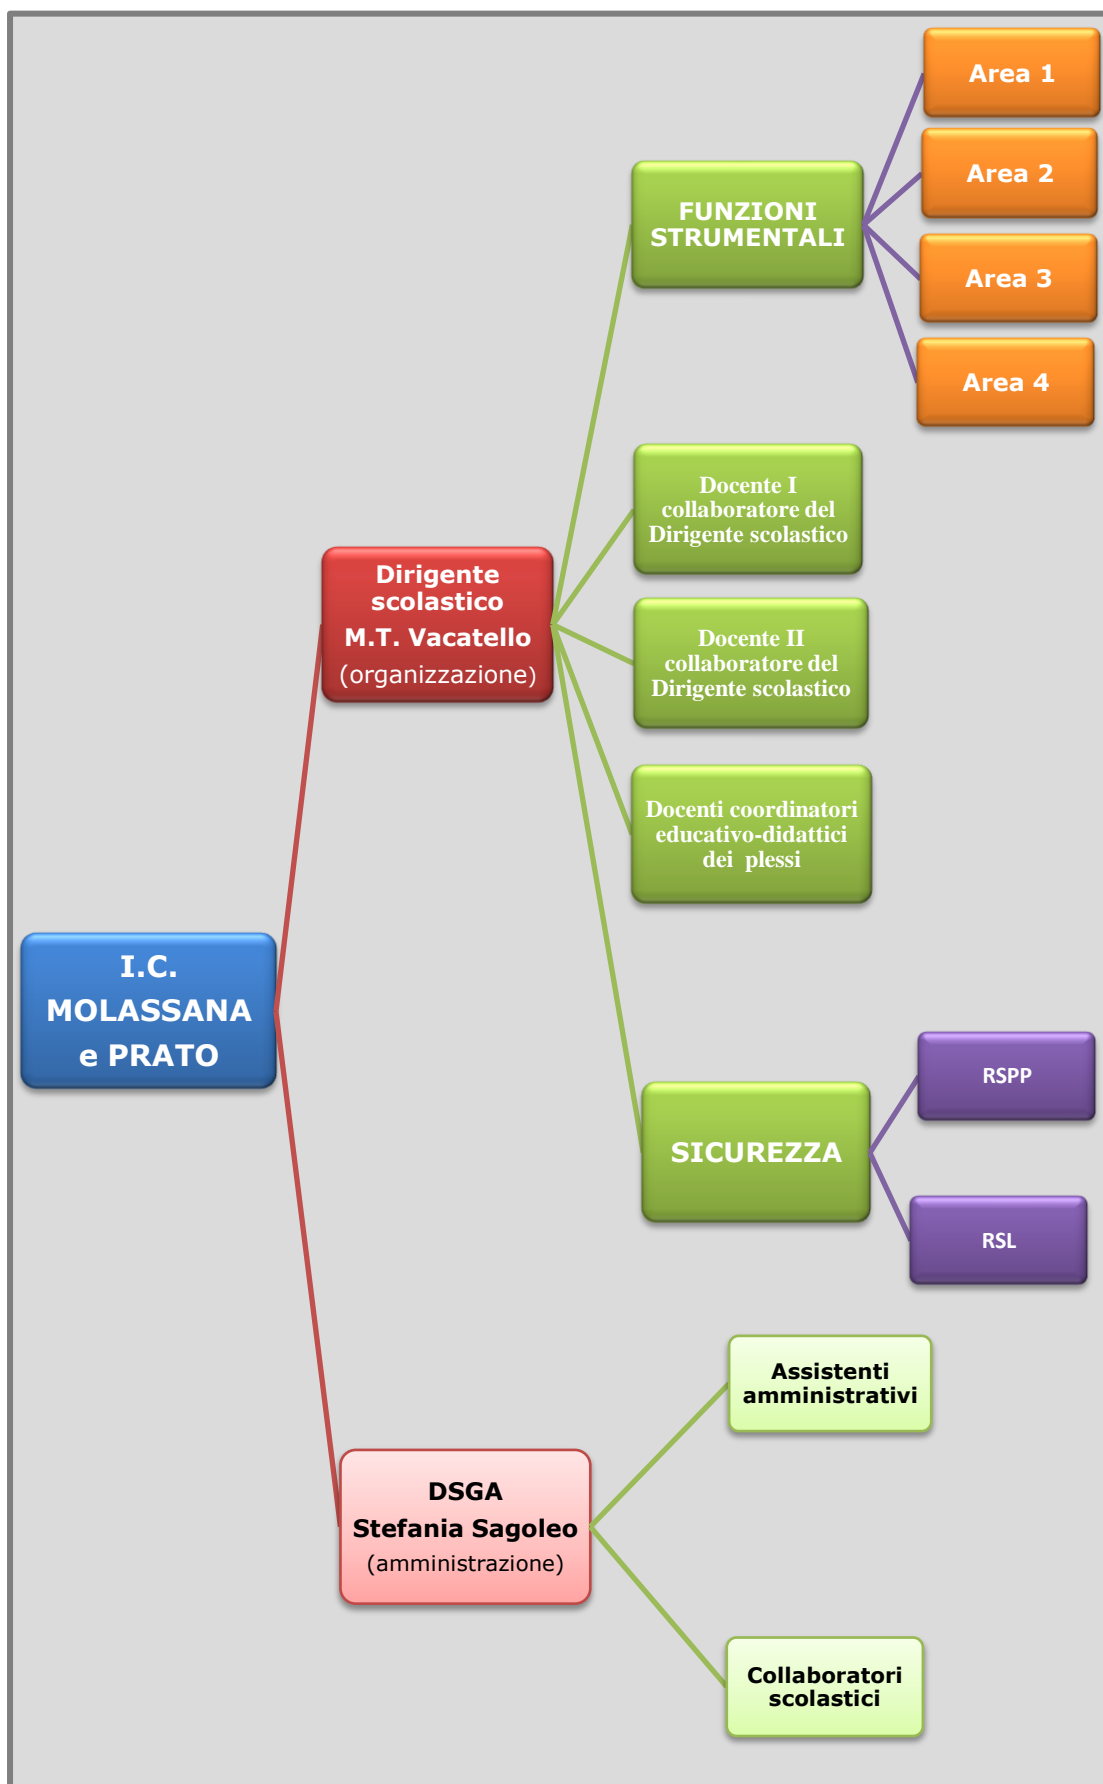 Area 1
Area 2
FUNZIONI
STRUMENTALI
Area 3
Area 4
Docente I
collaboratore del
Dirigente scolastico
Dirigente
scolastico
M.T. Vacatello
(organizzazione)
Docente II
collaboratore del
Dirigente scolastico
Docenti coordinatori
educativo-didattici
dei plessi
I.C.
MOLASSANA
e PRATO
RSPP
SICUREZZA
RSL
Assistenti
amministrativi
DSGA
Stefania Sagoleo
(amministrazione)
Collaboratori
scolastici